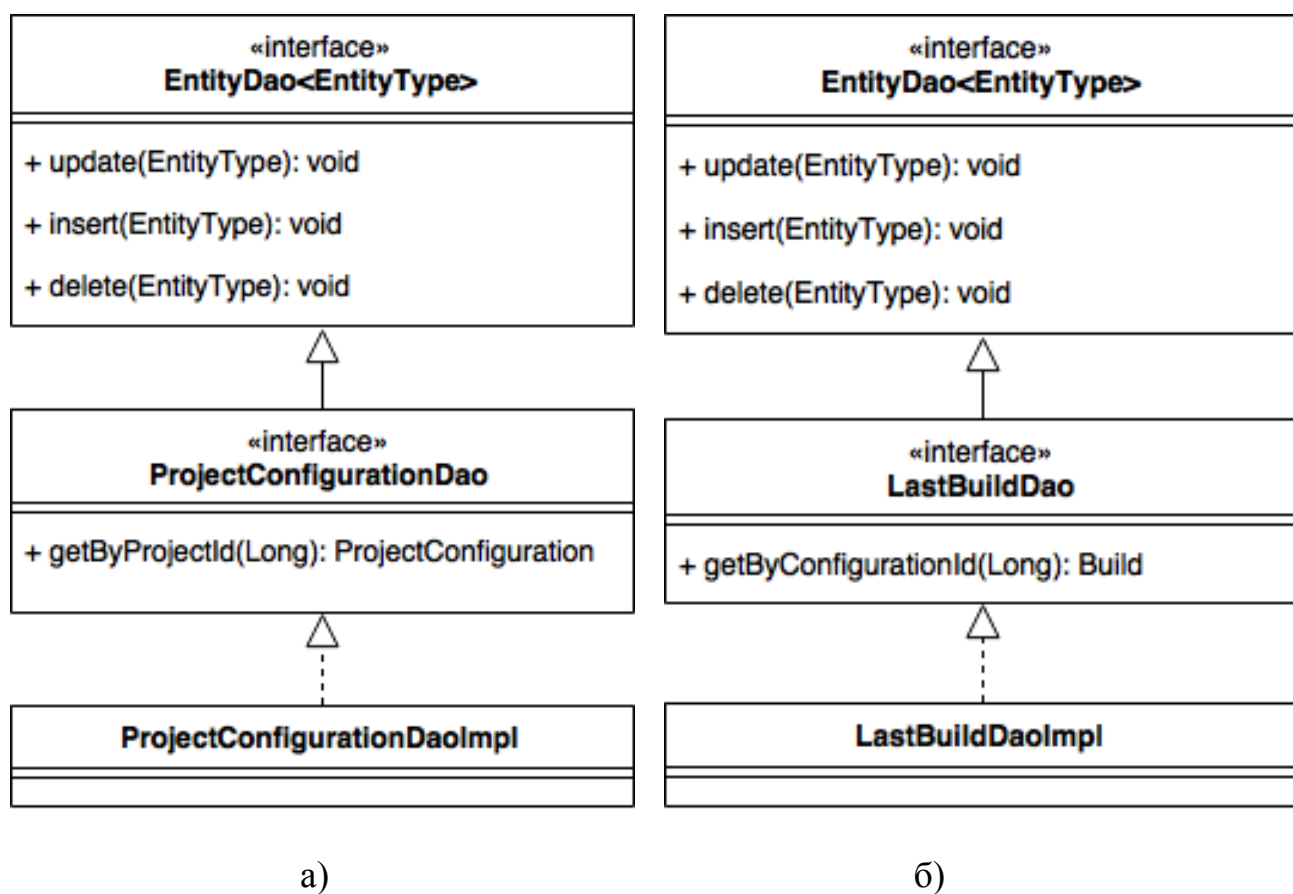 «interface»
EntityDao<EntityType>
+ update(EntityType): void
+ insert(EntityType): void
+ delete(EntityType): void
«interface»
ProjectConfigurationDao
+ getByProjectId(Long): ProjectConfiguration
ProjectConfigurationDaoImpl
а)
«interface»
EntityDao<EntityType>
+ update(EntityType): void
+ insert(EntityType): void
+ delete(EntityType): void
«interface»
LastBuildDao
+ getByConfigurationId(Long): Build
LastBuildDaoImpl
б)